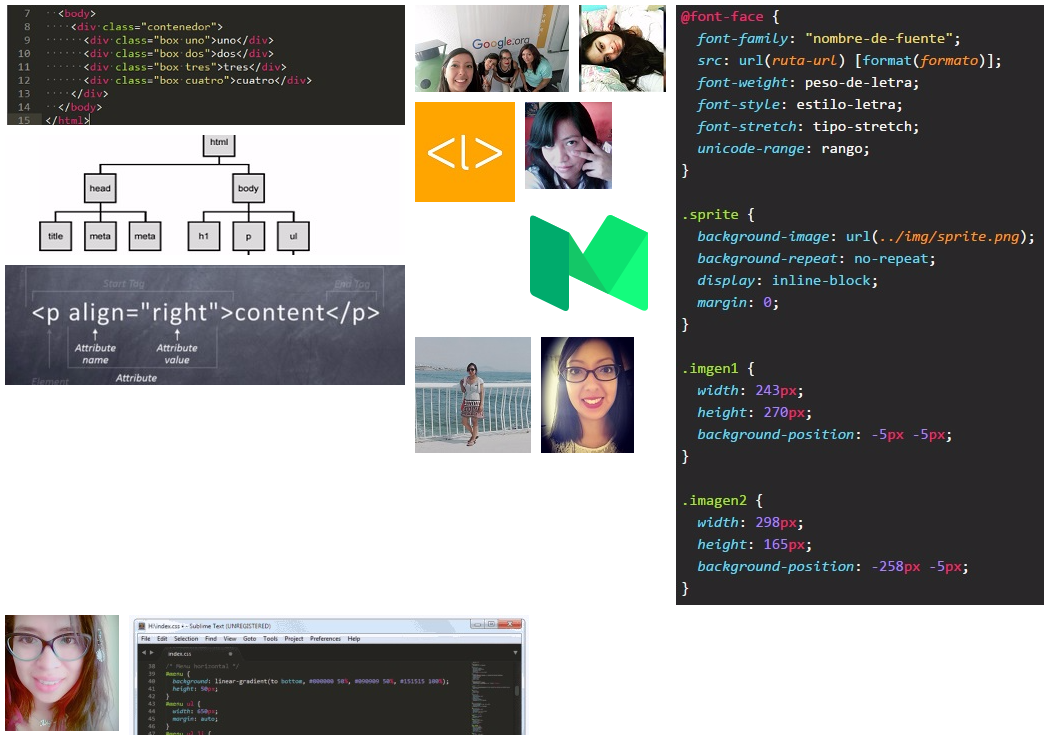 7 <body>
8 <div class="contenedor">
9 <div class="box uno">uno</div>
10 <div class="box dos">dos</div>
11 <div class="box tres">tres</div>
12 <div class="box cuatro">cuatro</div>
13 </div>
14 </body>
15 </html>
html
head body
title meta meta h1 p ul
Start Tag End Tag
<p align="right">content</p>
Attribute name Attribute value
Element Attribute
Google.org
<l>
@font-face {
font-family: "nombre-de-fuente";
src: url(ruta-url) [format(formato)];
font-weight: peso-de-letra;
font-style: estilo-letra;
font-stretch: tipo-stretch;
unicode-range: rango;
}
.sprite {
background-image: url(../img/sprite.png);
background-repeat: no-repeat;
display: inline-block;
margin: 0;
}
.imgen1 {
width: 243px;
height: 270px;
background-position: -5px -5px;
}
.imagen2 {
width: 298px;
height: 165px;
background-position: -258px -5px;
}
H:\index.css • - Sublime Text (UNREGISTERED)
File Edit Selection Find View Goto Tools Project Preferences Help
index.css
38 /* Menu horizontal */
39 #menu {
40 background: linear-gradient(to bottom, #000000 50%, #090000 50%, #151515 100%);
41 height: 50px;
42 }
43 #menu ul {
44 width: 650px;
45 margin: auto;
46 }
47 #menu ul li {